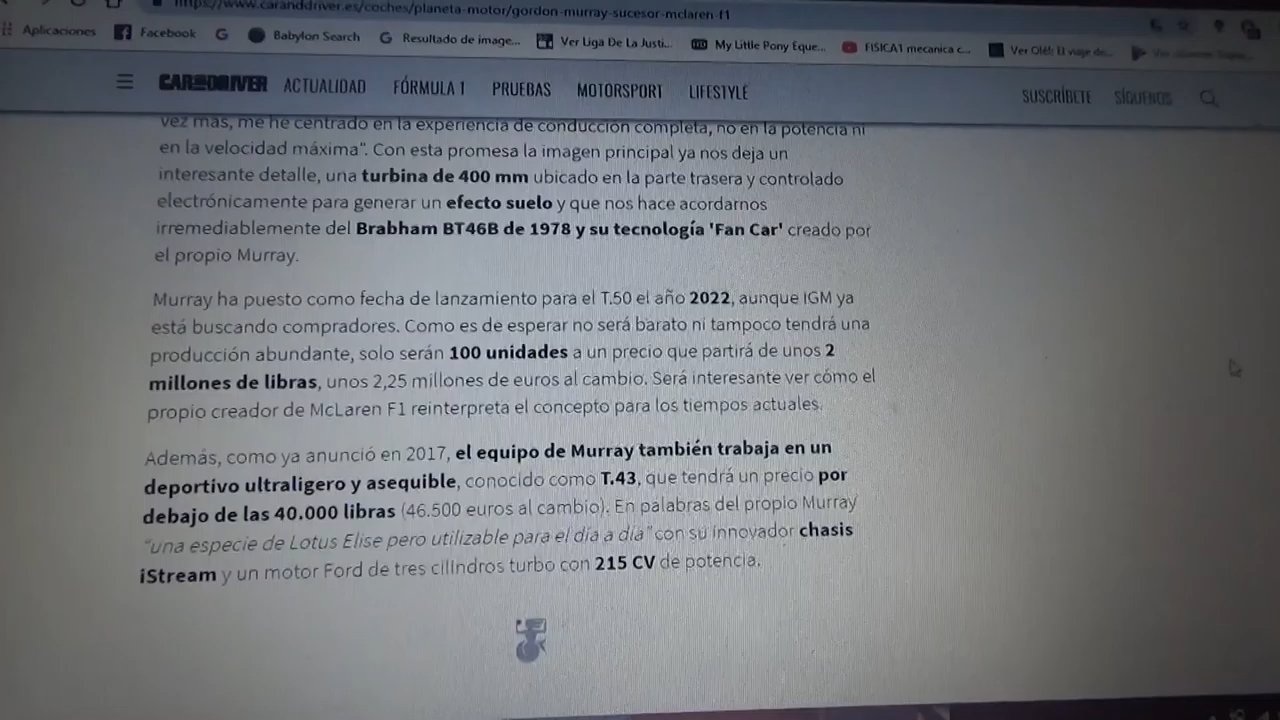 https://www.caranddriver.es/coches/planeta-motor/gordon-murray-sucesor-mclaren-f1
Aplicaciones Facebook Babylon Search Resultado de image... Ver Liga De La Justi... My Little Pony Eque... FISICA1 mecanica c... Ver Olé! El viaje de...
CAR AND DRIVER ACTUALIDAD FÓRMULA 1 PRUEBAS MOTORSPORT LIFESTYLE SUSCRÍBETE SÍGUENOS
vez más, me he centrado en la experiencia de conducción completa, no en la potencia ni
en la velocidad máxima". Con esta promesa la imagen principal ya nos deja un
interesante detalle, una turbina de 400 mm ubicado en la parte trasera y controlado
electrónicamente para generar un efecto suelo y que nos hace acordarnos
irremediablemente del Brabham BT46B de 1978 y su tecnología 'Fan Car' creado por
el propio Murray.
Murray ha puesto como fecha de lanzamiento para el T.50 el año 2022, aunque IGM ya
está buscando compradores. Como es de esperar no será barato ni tampoco tendrá una
producción abundante, solo serán 100 unidades a un precio que partirá de unos 2
millones de libras, unos 2,25 millones de euros al cambio. Será interesante ver cómo el
propio creador de McLaren F1 reinterpreta el concepto para los tiempos actuales.
Además, como ya anunció en 2017, el equipo de Murray también trabaja en un
deportivo ultraligero y asequible, conocido como T.43, que tendrá un precio por
debajo de las 40.000 libras (46.500 euros al cambio). En palabras del propio Murray
"una especie de Lotus Elise pero utilizable para el día a día" con su innovador chasis
iStream y un motor Ford de tres cilindros turbo con 215 CV de potencia.